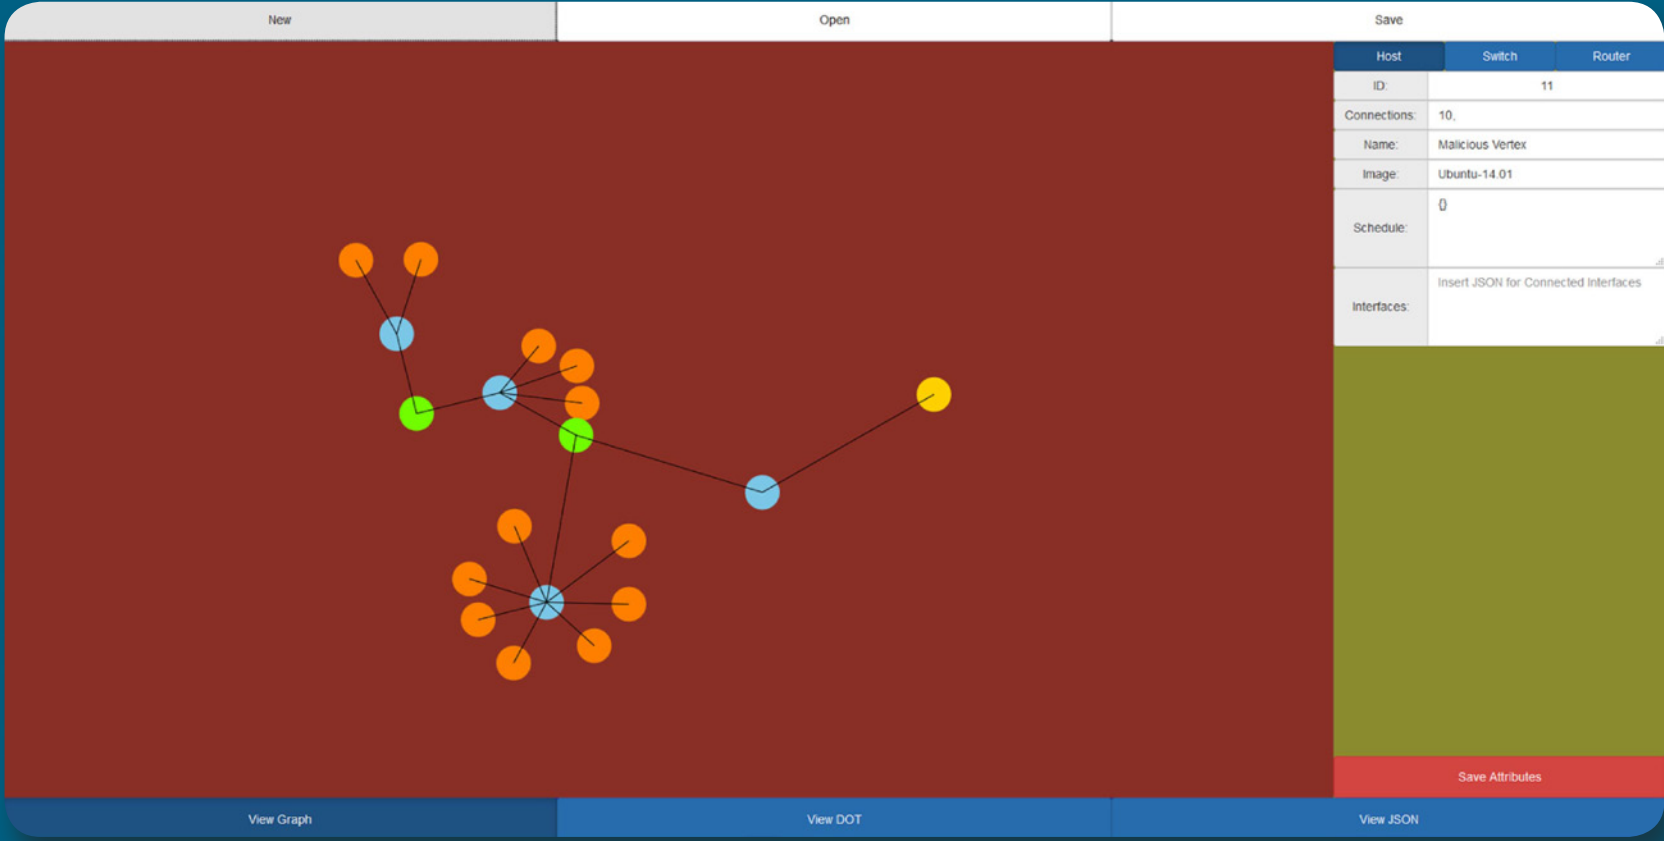 New Open Save
Host Switch Router
ID: 11
Connections: 10,
Name: Malicious Vertex
Image: Ubuntu-14.01
Schedule: {}
Interfaces: Insert JSON for Connected Interfaces
Save Attributes
View Graph View DOT View JSON